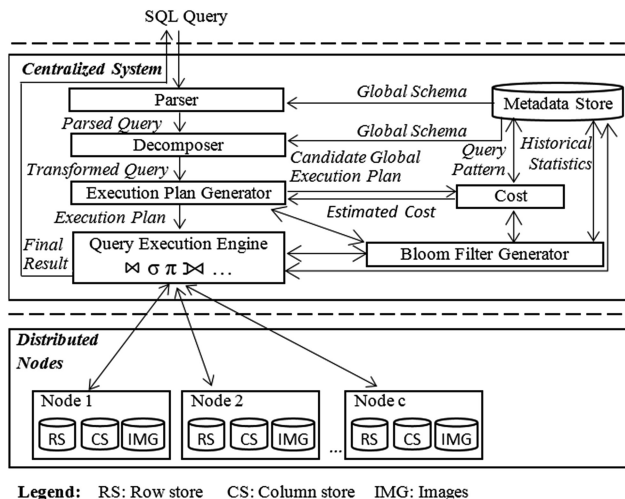 SQL Query
Centralized System
Parser
Global Schema
Metadata Store
Parsed Query
Decomposer
Global Schema
Query Pattern
Historical Statistics
Transformed Query
Candidate Global
Execution Plan
Execution Plan Generator
Cost
Execution Plan
Estimated Cost
Final
Result
Query Execution Engine
⋈ σ π ⟕ ...
Bloom Filter Generator
Distributed
Nodes
Node 1
RS CS IMG
Node 2
RS CS IMG
...
Node c
RS CS IMG
Legend: RS: Row store CS: Column store IMG: Images